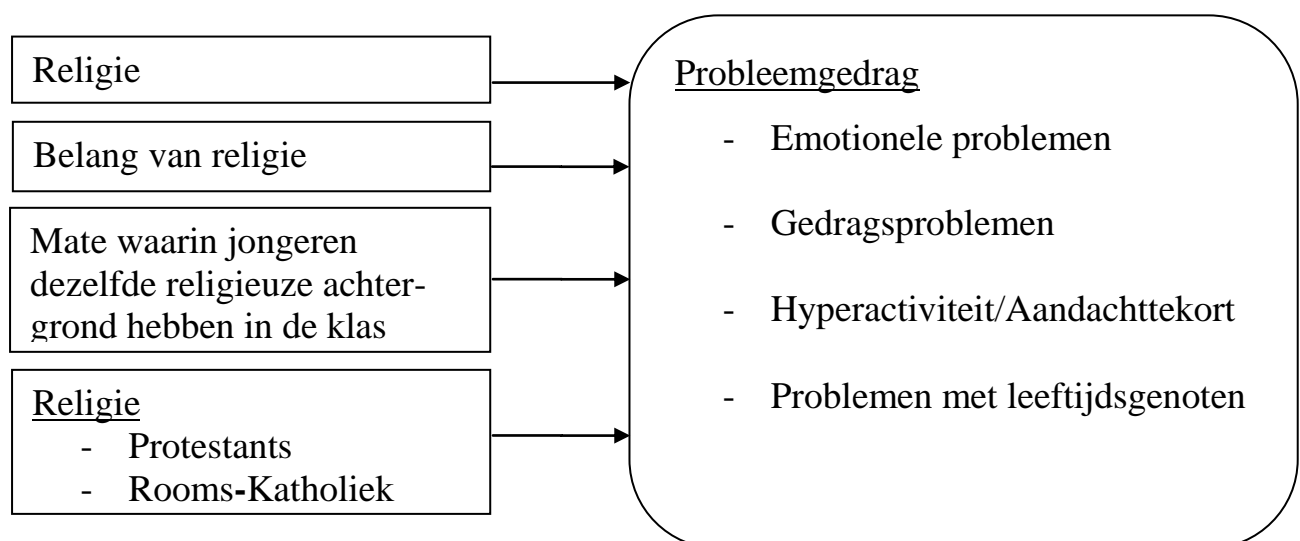 Religie
Belang van religie
Mate waarin jongeren
dezelfde religieuze achter-
grond hebben in de klas
Religie
- Protestants
- Rooms-Katholiek
Probleemgedrag
- Emotionele problemen
- Gedragsproblemen
- Hyperactiviteit/Aandachttekort
- Problemen met leeftijdsgenoten